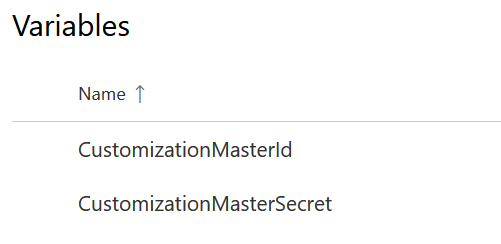 Variables
Name ↑
CustomizationMasterId
CustomizationMasterSecret